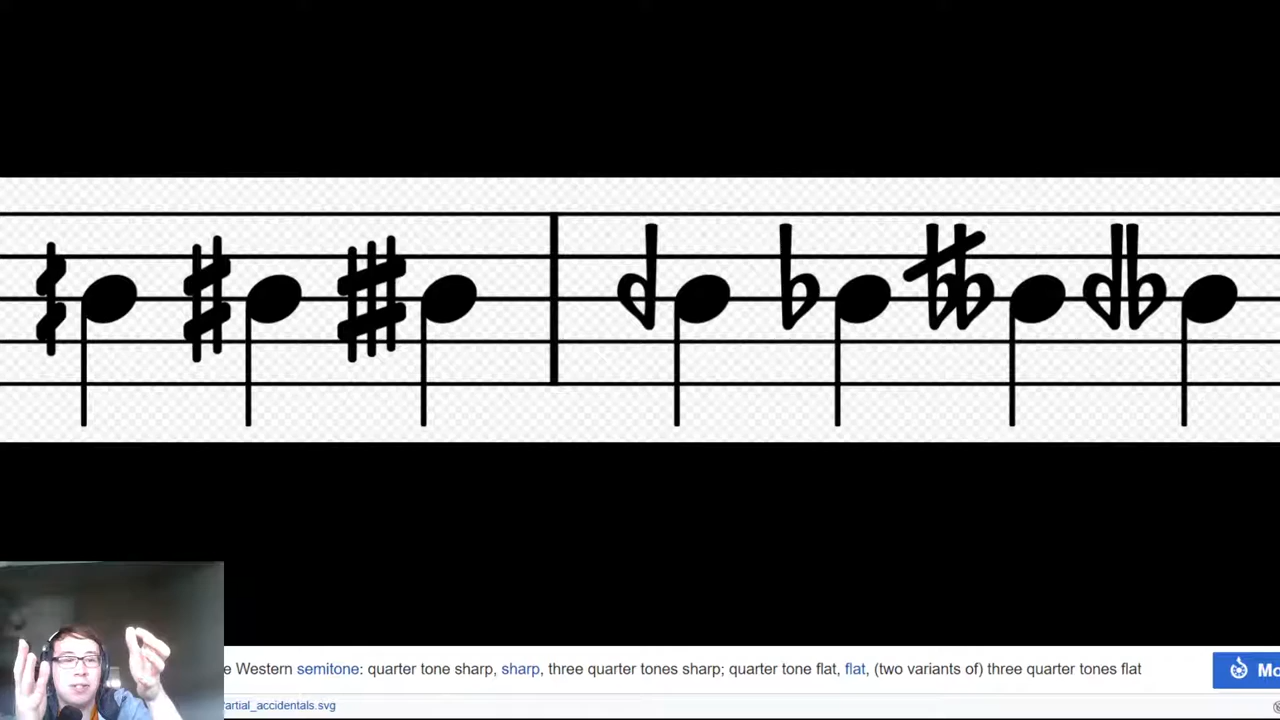 e Western semitone: quarter tone sharp, sharp, three quarter tones sharp; quarter tone flat, flat, (two variants of) three quarter tones flat
Mo
artial_accidentals.svg